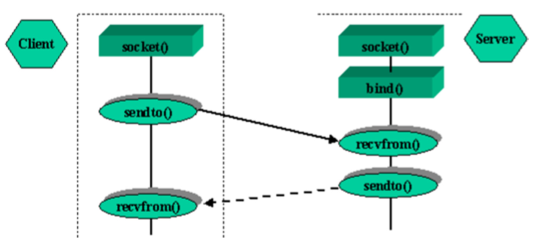 Client
socket()
sendto()
recvfrom()
socket()
Server
bind()
recvfrom()
sendto()